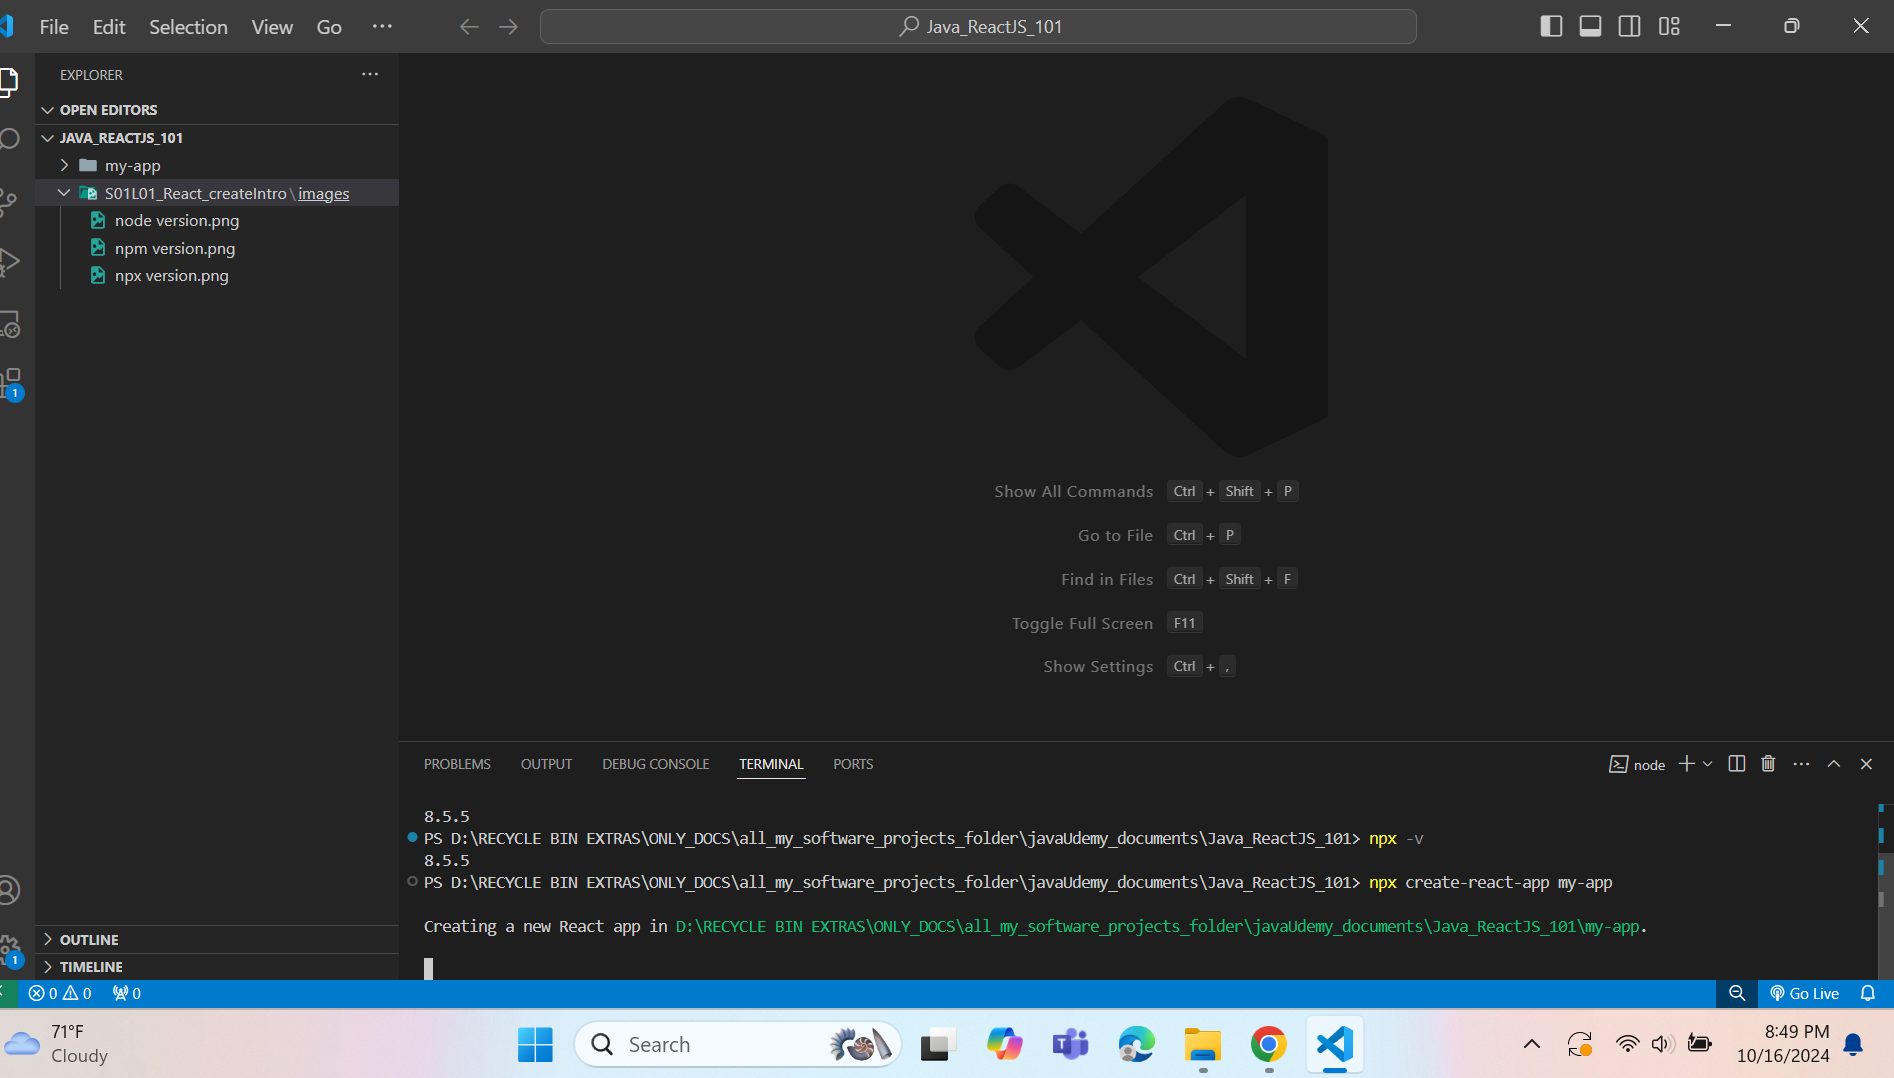 File Edit Selection View Go ···
Java_ReactJS_101
EXPLORER
OPEN EDITORS
JAVA_REACTJS_101
my-app
S01L01_React_createIntro\images
node version.png
npm version.png
npx version.png
1
1
OUTLINE
TIMELINE
Show All Commands Ctrl + Shift + P
Go to File Ctrl + P
Find in Files Ctrl + Shift + F
Toggle Full Screen F11
Show Settings Ctrl + ,
PROBLEMS OUTPUT DEBUG CONSOLE TERMINAL PORTS
node
8.5.5
PS D:\RECYCLE BIN EXTRAS\ONLY_DOCS\all_my_software_projects_folder\javaUdemy_documents\Java_ReactJS_101> npx -v
8.5.5
PS D:\RECYCLE BIN EXTRAS\ONLY_DOCS\all_my_software_projects_folder\javaUdemy_documents\Java_ReactJS_101> npx create-react-app my-app
Creating a new React app in D:\RECYCLE BIN EXTRAS\ONLY_DOCS\all_my_software_projects_folder\javaUdemy_documents\Java_ReactJS_101\my-app.
0 0 0
Go Live
71°F
Cloudy
Search
8:49 PM
10/16/2024